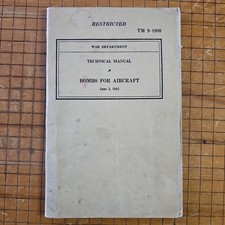 RESTRICTED
TM 9-1980
WAR DEPARTMENT
TECHNICAL MANUAL
BOMBS FOR AIRCRAFT
June 3, 1942